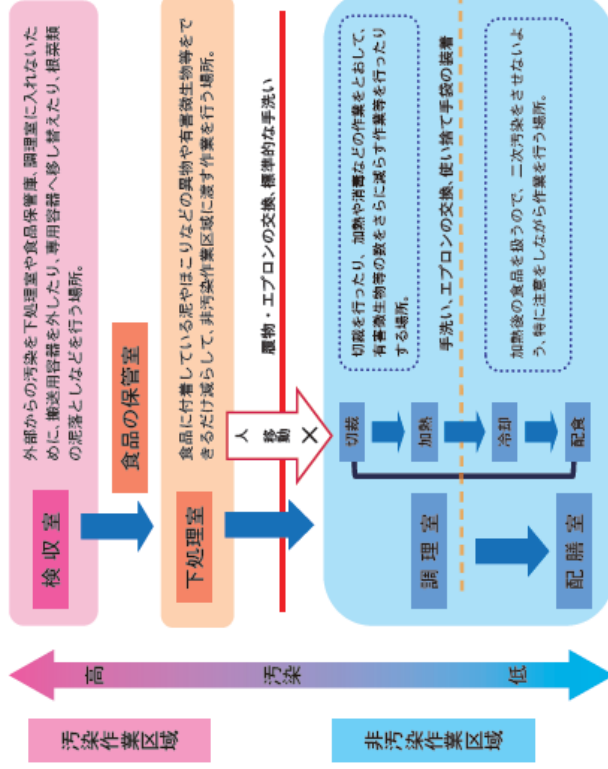 汚染作業区域
非汚染作業区域
高
汚染
低
検収室
外部からの汚染を下処理室や食品保管庫、調理室に入れないた
めに、搬送用容器を外したり、専用容器へ移し替えたり、根菜類
の泥落としなどを行う場所。
食品の保管室
下処理室
食品に付着している泥やほこりなどの異物や有害微生物等をで
きるだけ減らして、非汚染作業区域に渡す作業を行う場所。
人
移動
×
履物・エプロンの交換、標準的な手洗い
調理室
配膳室
切裁
加熱
冷却
配食
切裁を行ったり、加熱や消毒などの作業をとおして、
有害微生物等の数をさらに減らす作業等を行ったり
する場所。
手洗い、エプロンの交換、使い捨て手袋の装着
加熱後の食品を扱うので、二次汚染をさせないよ
う、特に注意をしながら作業を行う場所。